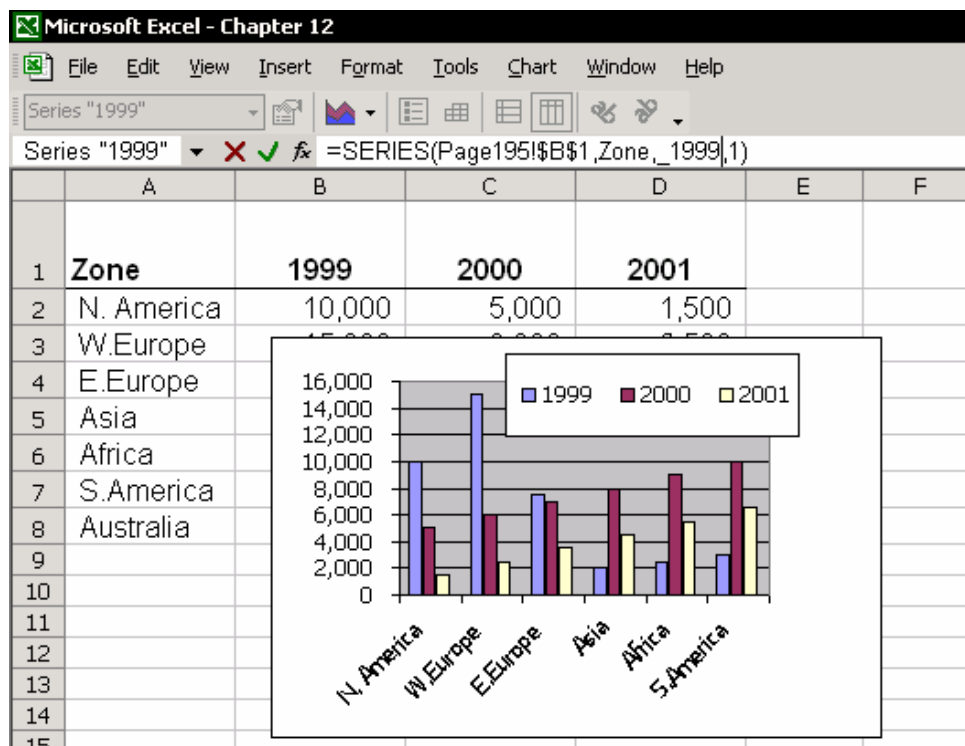 Microsoft Excel - Chapter 12
File Edit View Insert Format Tools Chart Window Help
Series "1999"
Series "1999" fx =SERIES(Page195!$B$1,Zone,_1999,1)
A B C D E F
1 Zone 1999 2000 2001
2 N. America 10,000 5,000 1,500
3 W.Europe
4 E.Europe
5 Asia
6 Africa
7 S.America
8 Australia
9
10
11
12
13
14
15
1999 2000 2001
16,000
14,000
12,000
10,000
8,000
6,000
4,000
2,000
0
N. America W.Europe E.Europe Asia Africa S.America